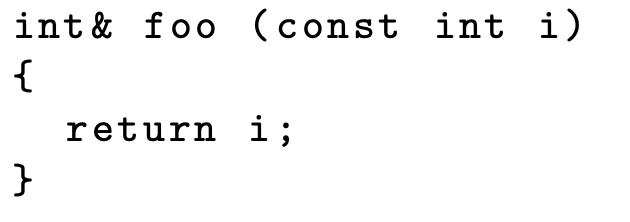 int& foo (const int i)
{
  return i;
}